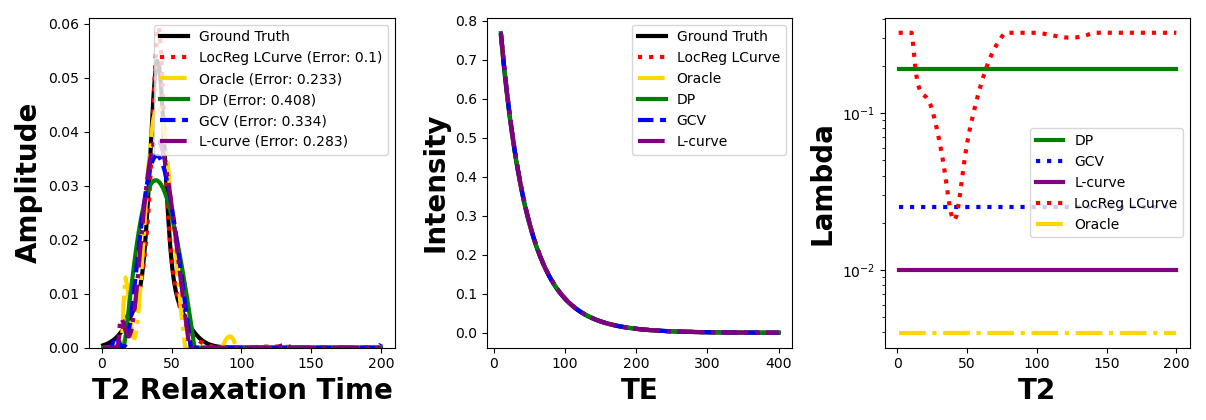 Amplitude
0.06
0.05
0.04
0.03
0.02
0.01
0.00
Ground Truth
LocReg LCurve (Error: 0.1)
Oracle (Error: 0.233)
DP (Error: 0.408)
GCV (Error: 0.334)
L-curve (Error: 0.283)
0 50 100 150 200
T2 Relaxation Time
Intensity
0.8
0.7
0.6
0.5
0.4
0.3
0.2
0.1
0.0
Ground Truth
LocReg LCurve
Oracle
DP
GCV
L-curve
0 100 200 300 400
TE
Lambda
10⁻¹
10⁻²
DP
GCV
L-curve
LocReg LCurve
Oracle
0 50 100 150 200
T2